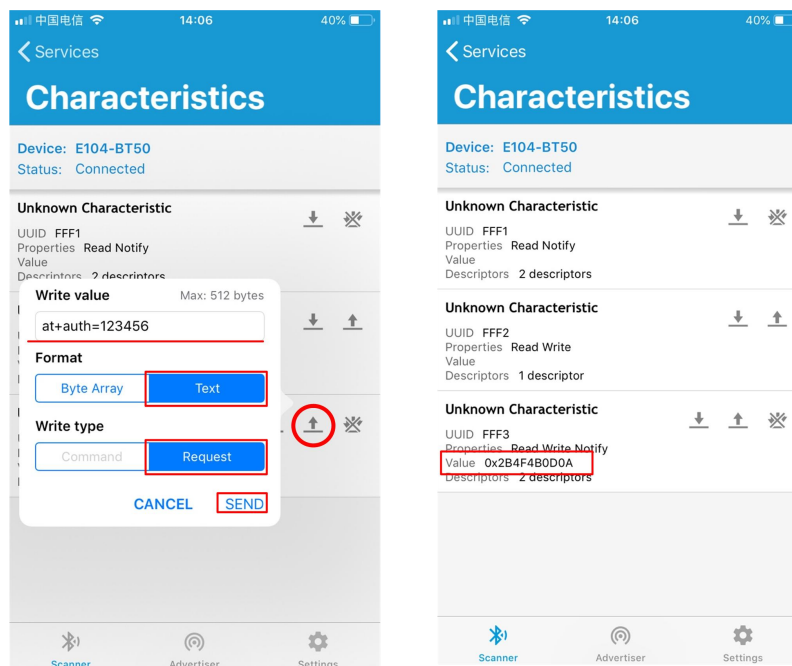 中国电信 14:06 40%
Services
Characteristics
Device: E104-BT50
Status: Connected
Unknown Characteristic
UUID FFF1
Properties Read Notify
Value
Descriptors 2 descriptors
Write value Max: 512 bytes
at+auth=123456
Format
Byte Array Text
Write type
Command Request
CANCEL SEND
Scanner Advertiser Settings
中国电信 14:06 40%
Services
Characteristics
Device: E104-BT50
Status: Connected
Unknown Characteristic
UUID FFF1
Properties Read Notify
Value
Descriptors 2 descriptors
Unknown Characteristic
UUID FFF2
Properties Read Write
Value
Descriptors 1 descriptor
Unknown Characteristic
UUID FFF3
Properties Read Write Notify
Value 0x2B4F4B0D0A
Descriptors 2 descriptors
Scanner Advertiser Settings